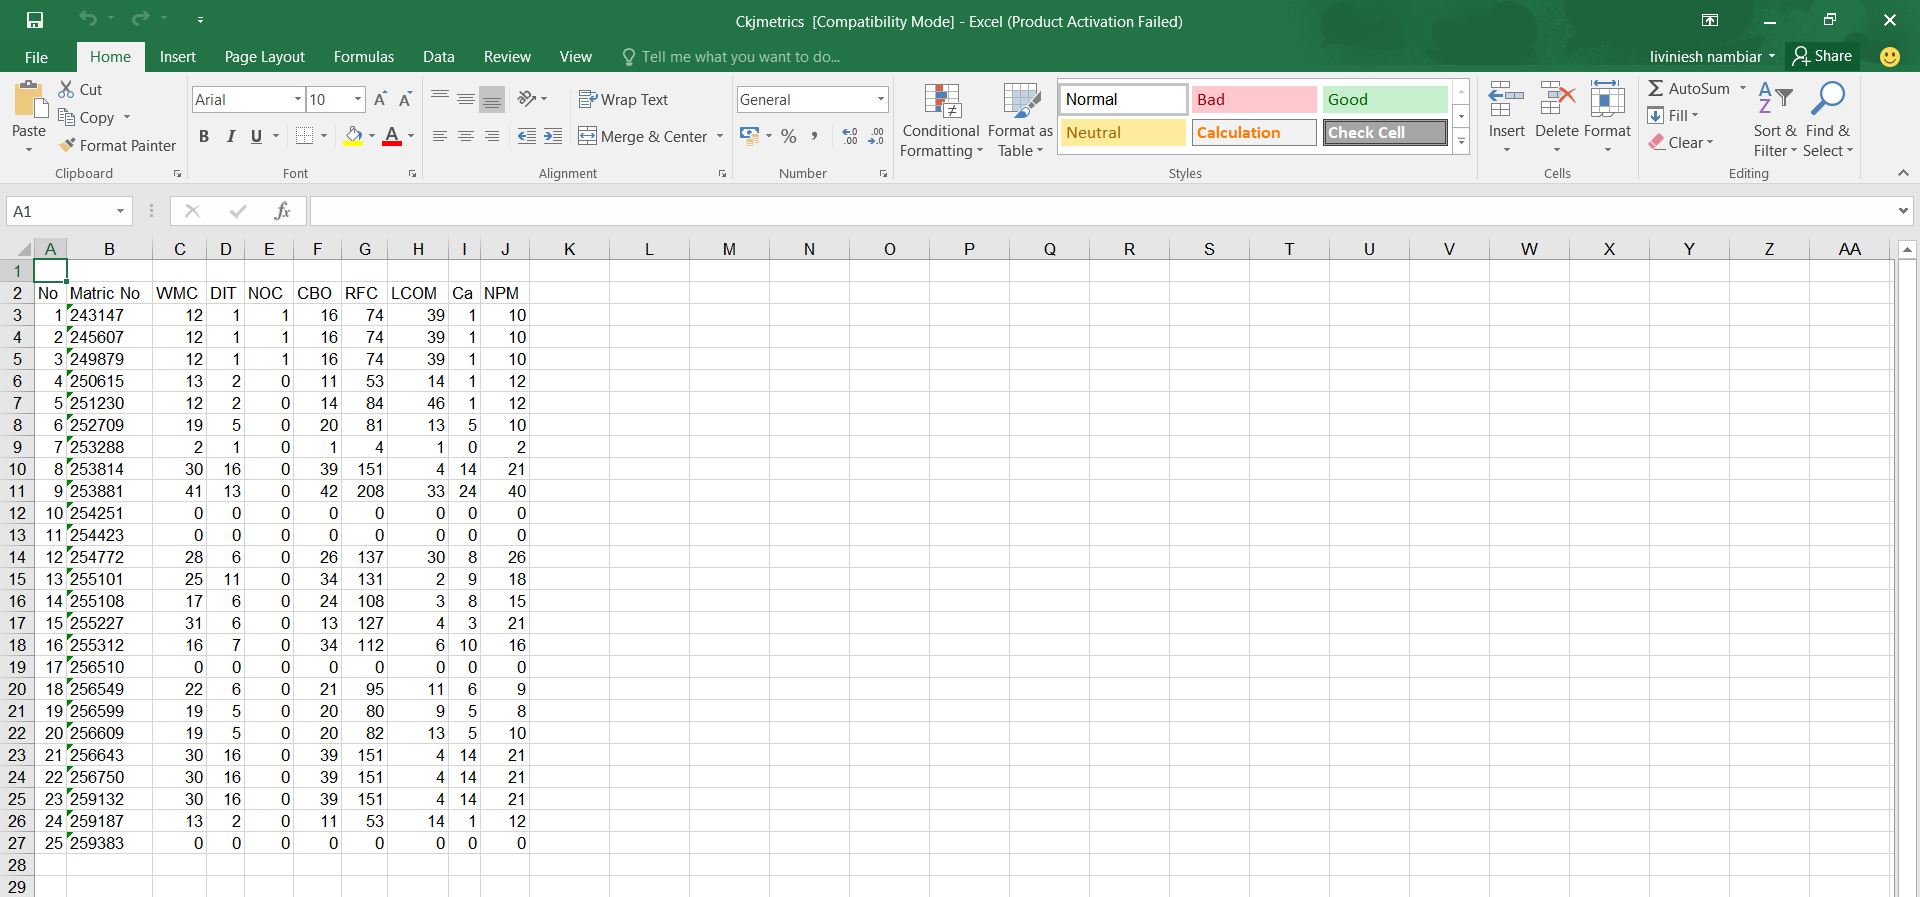 Ckjmetrics  [Compatibility Mode] - Excel (Product Activation Failed)
File Home Insert Page Layout Formulas Data Review View Tell me what you want to do... liviniesh nambiar Share
Cut
Copy
Format Painter
Paste
Clipboard
Arial 10
B I U
Font
Wrap Text
Merge & Center
Alignment
General
% , .00
Number
Conditional Formatting
Format as Table
Normal Bad Good
Neutral Calculation Check Cell
Styles
Insert Delete Format
Cells
AutoSum
Fill
Clear
Sort & Filter
Find & Select
Editing
A1 fx
A B C D E F G H I J K L M N O P Q R S T U V W X Y Z AA
1
2 No Matric No WMC DIT NOC CBO RFC LCOM Ca NPM
3 1 243147 12 1 1 16 74 39 1 10
4 2 245607 12 1 1 16 74 39 1 10
5 3 249879 12 1 1 16 74 39 1 10
6 4 250615 13 2 0 11 53 14 1 12
7 5 251230 12 2 0 14 84 46 1 12
8 6 252709 19 5 0 20 81 13 5 10
9 7 253288 2 1 0 1 4 1 0 2
10 8 253814 30 16 0 39 151 4 14 21
11 9 253881 41 13 0 42 208 33 24 40
12 10 254251 0 0 0 0 0 0 0 0
13 11 254423 0 0 0 0 0 0 0 0
14 12 254772 28 6 0 26 137 30 8 26
15 13 255101 25 11 0 34 131 2 9 18
16 14 255108 17 6 0 24 108 3 8 15
17 15 255227 31 6 0 13 127 4 3 21
18 16 255312 16 7 0 34 112 6 10 16
19 17 256510 0 0 0 0 0 0 0 0
20 18 256549 22 6 0 21 95 11 6 9
21 19 256599 19 5 0 20 80 9 5 8
22 20 256609 19 5 0 20 82 13 5 10
23 21 256643 30 16 0 39 151 4 14 21
24 22 256750 30 16 0 39 151 4 14 21
25 23 259132 30 16 0 39 151 4 14 21
26 24 259187 13 2 0 11 53 14 1 12
27 25 259383 0 0 0 0 0 0 0 0
28
29